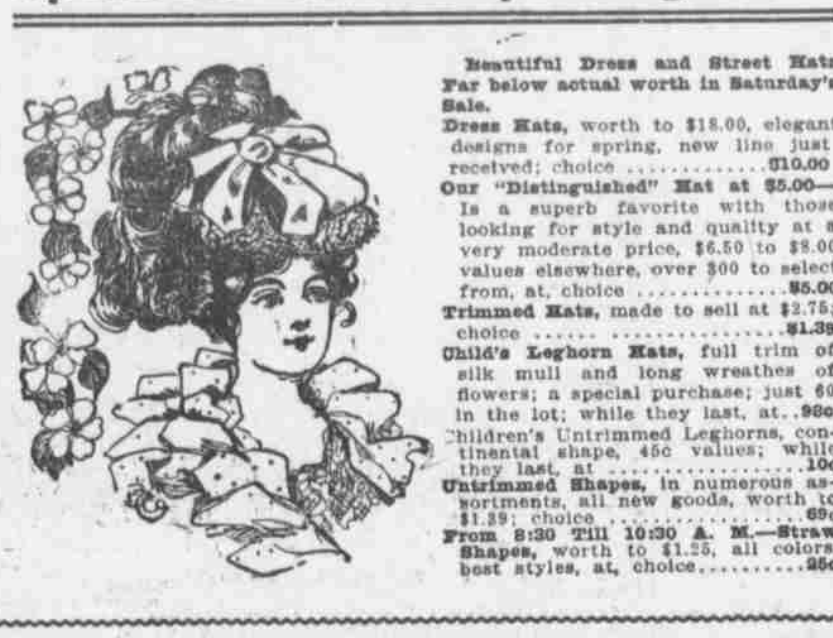 Beautiful Dress and Street Hats
Far below actual worth in Saturday's
Sale.
Dress Hats, worth to $18.00, elegant
designs for spring, new line just
received; choice .............$10.00
Our "Distinguished" Hat at $5.00—
Is a superb favorite with those
looking for style and quality at a
very moderate price, $6.50 to $8.00
values elsewhere, over 300 to select
from, at, choice ................$5.00
Trimmed Hats, made to sell at $2.75,
choice ...... ................$1.39
Child's Leghorn Hats, full trim of
silk mull and long wreathes of
flowers; a special purchase; just 60
in the lot; while they last, at..98c
Children's Untrimmed Leghorns, con-
tinental shape, 45c values; while
they last, at ....................10c
Untrimmed Shapes, in numerous as-
sortments, all new goods, worth to
$1.39; choice ....................69c
From 8:30 Till 10:30 A. M.—Straw
Shapes, worth to $1.25, all colors,
best styles, at, choice..........25c